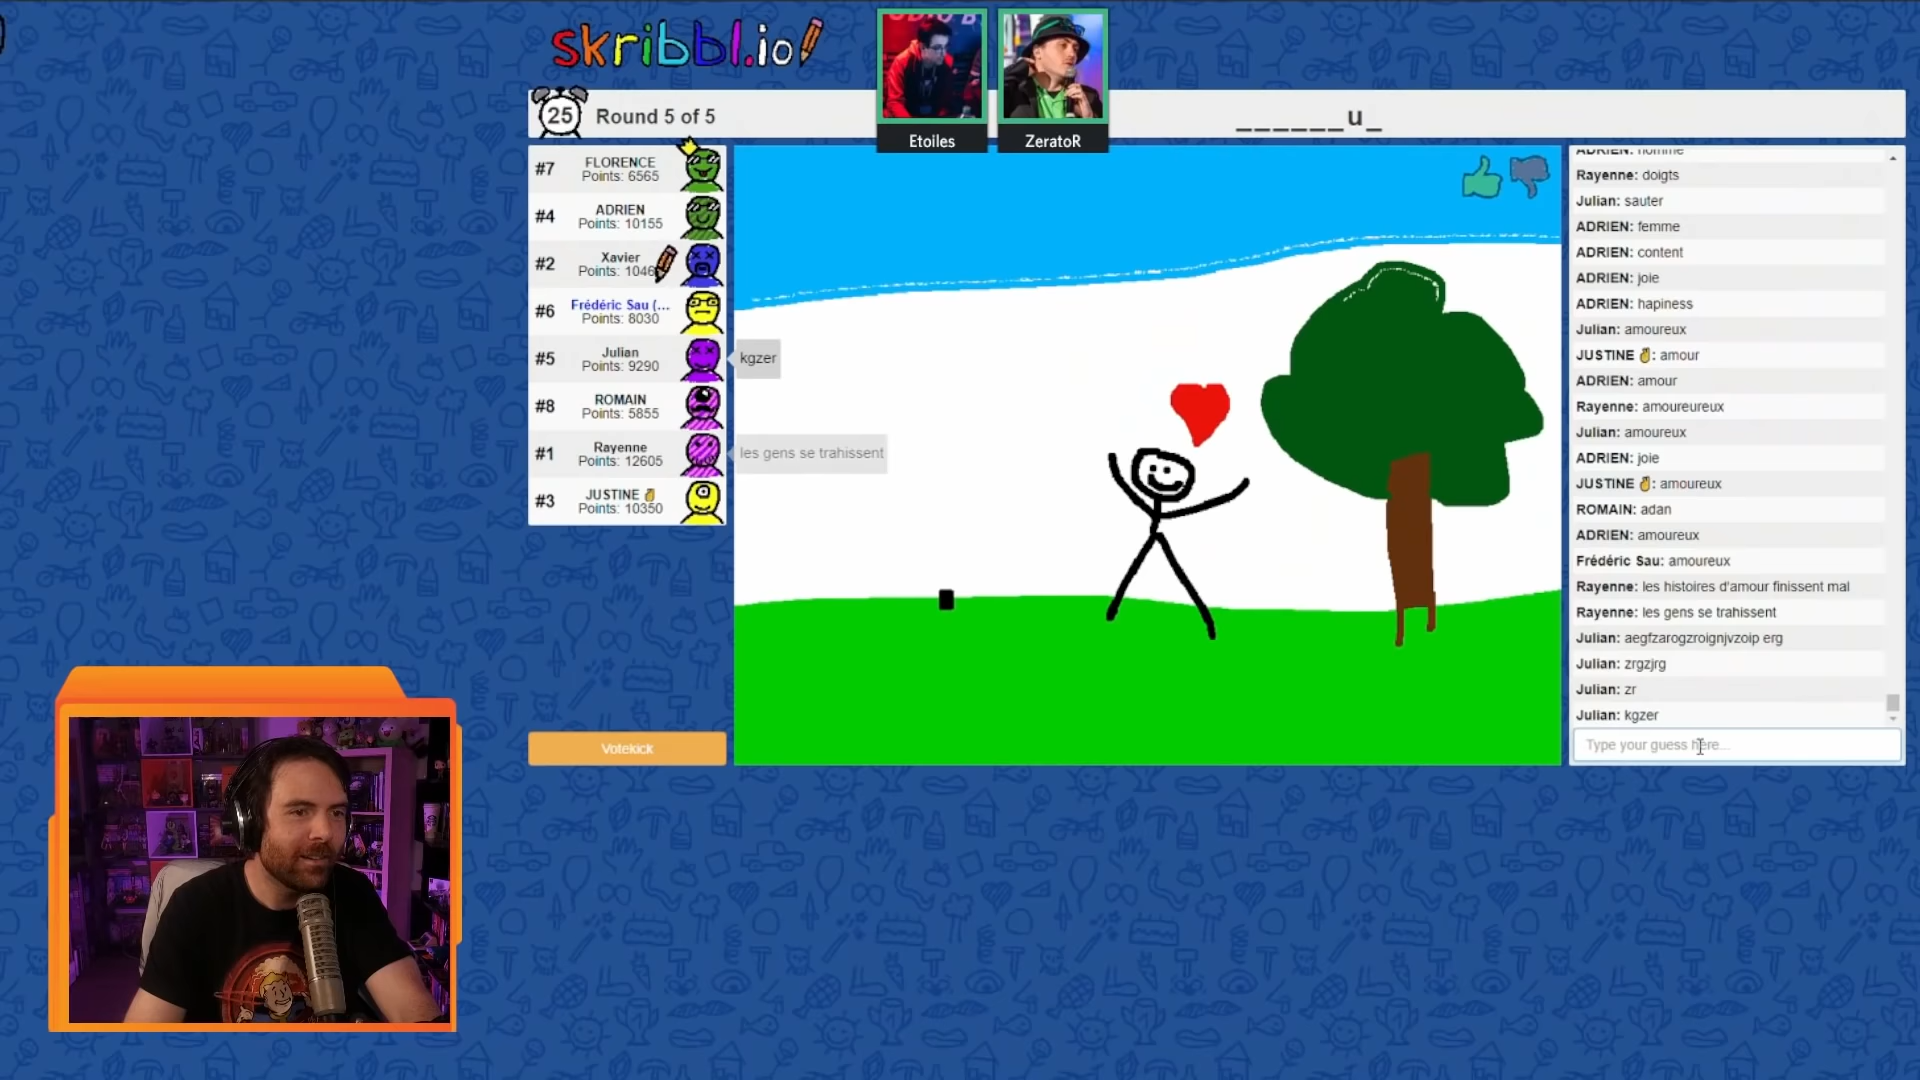 skribbl.io
Etoiles
ZeratoR
25
Round 5 of 5
______u_
#7
FLORENCE
Points: 6565
#4
ADRIEN
Points: 10155
#2
Xavier
Points: 1046
#6
Frédéric Sau (...
Points: 8030
#5
Julian
Points: 9290
#8
ROMAIN
Points: 5855
#1
Rayenne
Points: 12605
#3
JUSTINE ✌
Points: 10350
kgzer
les gens se trahissent
Votekick
ADRIEN: homme
Rayenne: doigts
Julian: sauter
ADRIEN: femme
ADRIEN: content
ADRIEN: joie
ADRIEN: hapiness
Julian: amoureux
JUSTINE ✌: amour
ADRIEN: amour
Rayenne: amoureureux
Julian: amoureux
ADRIEN: joie
JUSTINE ✌: amoureux
ROMAIN: adan
ADRIEN: amoureux
Frédéric Sau: amoureux
Rayenne: les histoires d'amour finissent mal
Rayenne: les gens se trahissent
Julian: aegfzarogzroignjvzoip erg
Julian: zrgzjrg
Julian: zr
Julian: kgzer
Type your guess here...